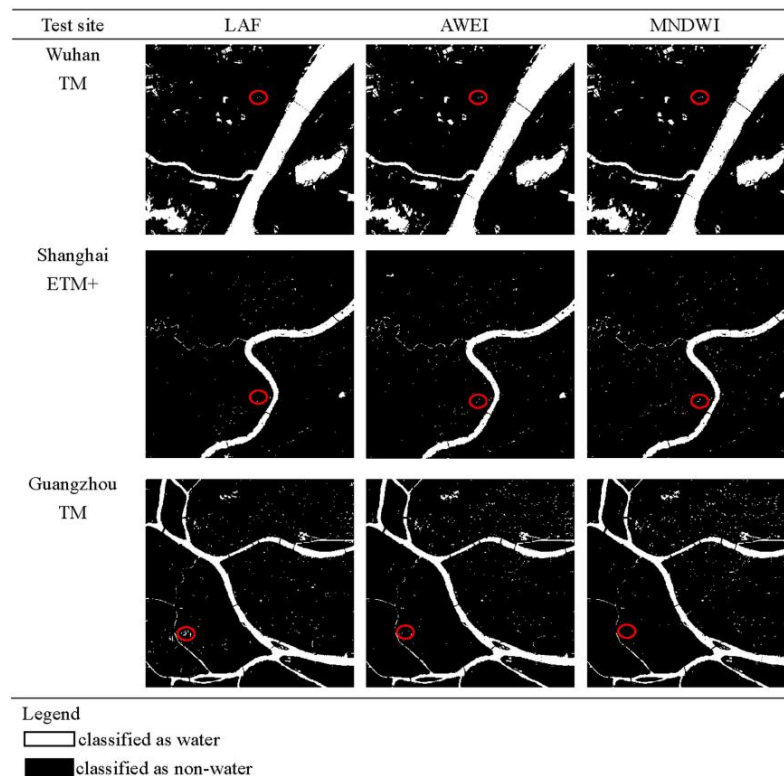 Test site LAF AWEI MNDWI
Wuhan
TM
Shanghai
ETM+
Guangzhou
TM
Legend
classified as water
classified as non-water